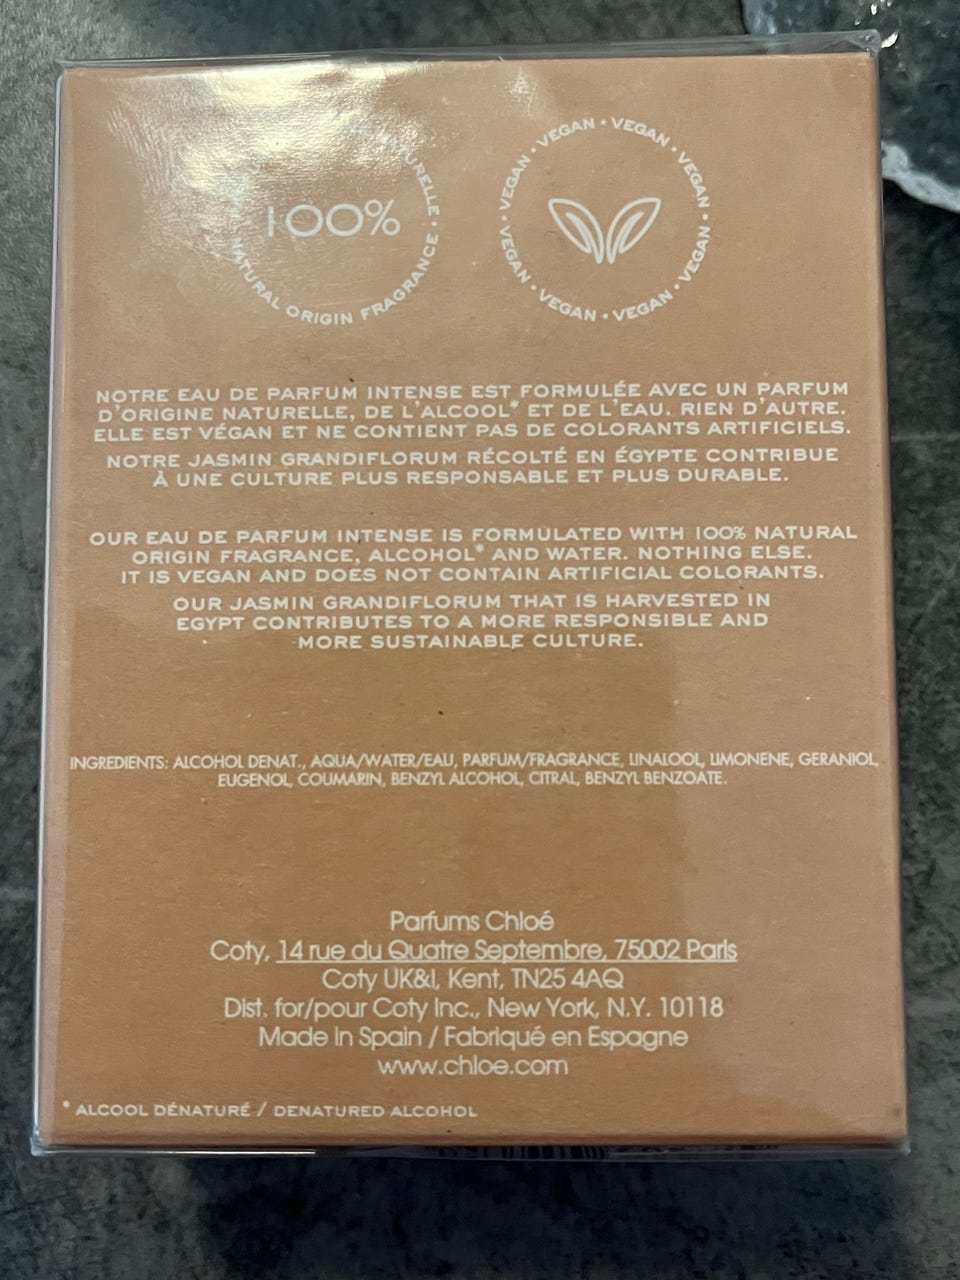 NATURELLE •
100%
NATURAL ORIGIN FRAGRANCE •
VEGAN • VEGAN • VEGAN • VEGAN • VEGAN • VEGAN • VEGAN • VEGAN •
NOTRE EAU DE PARFUM INTENSE EST FORMULÉE AVEC UN PARFUM
D'ORIGINE NATURELLE, DE L'ALCOOL* ET DE L'EAU. RIEN D'AUTRE.
ELLE EST VÉGAN ET NE CONTIENT PAS DE COLORANTS ARTIFICIELS.
NOTRE JASMIN GRANDIFLORUM RÉCOLTÉ EN ÉGYPTE CONTRIBUE
À UNE CULTURE PLUS RESPONSABLE ET PLUS DURABLE.
OUR EAU DE PARFUM INTENSE IS FORMULATED WITH 100% NATURAL
ORIGIN FRAGRANCE, ALCOHOL* AND WATER. NOTHING ELSE.
IT IS VEGAN AND DOES NOT CONTAIN ARTIFICIAL COLORANTS.
OUR JASMIN GRANDIFLORUM THAT IS HARVESTED IN
EGYPT CONTRIBUTES TO A MORE RESPONSIBLE AND
MORE SUSTAINABLE CULTURE.
INGREDIENTS: ALCOHOL DENAT., AQUA/WATER/EAU, PARFUM/FRAGRANCE, LINALOOL, LIMONENE, GERANIOL,
EUGENOL, COUMARIN, BENZYL ALCOHOL, CITRAL, BENZYL BENZOATE.
Parfums Chloé
Coty, 14 rue du Quatre Septembre, 75002 Paris
Coty UK&I, Kent, TN25 4AQ
Dist. for/pour Coty Inc., New York, N.Y. 10118
Made in Spain / Fabriqué en Espagne
www.chloe.com
* ALCOOL DÉNATURÉ / DENATURED ALCOHOL